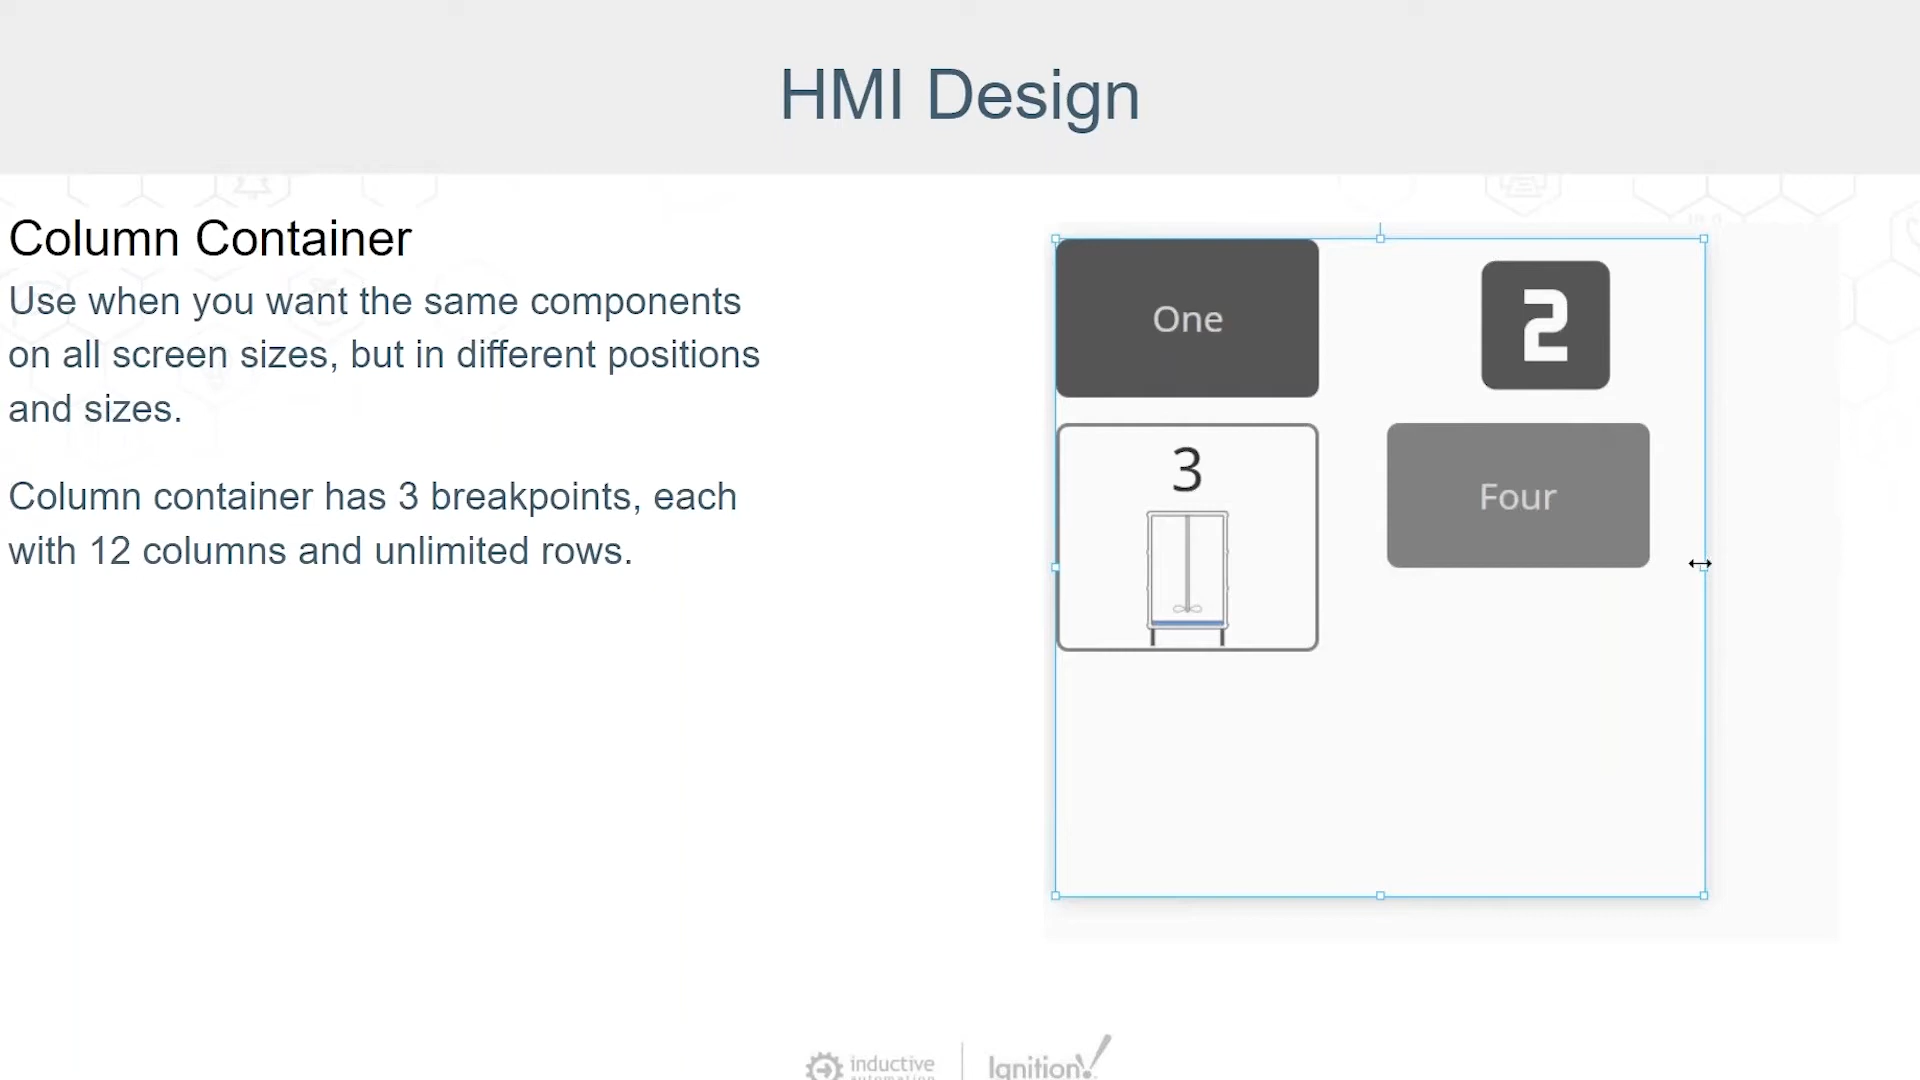 HMI Design
Column Container
Use when you want the same components
on all screen sizes, but in different positions
and sizes.
Column container has 3 breakpoints, each
with 12 columns and unlimited rows.
One
2
3
Four
inductive
automation
Ignition!